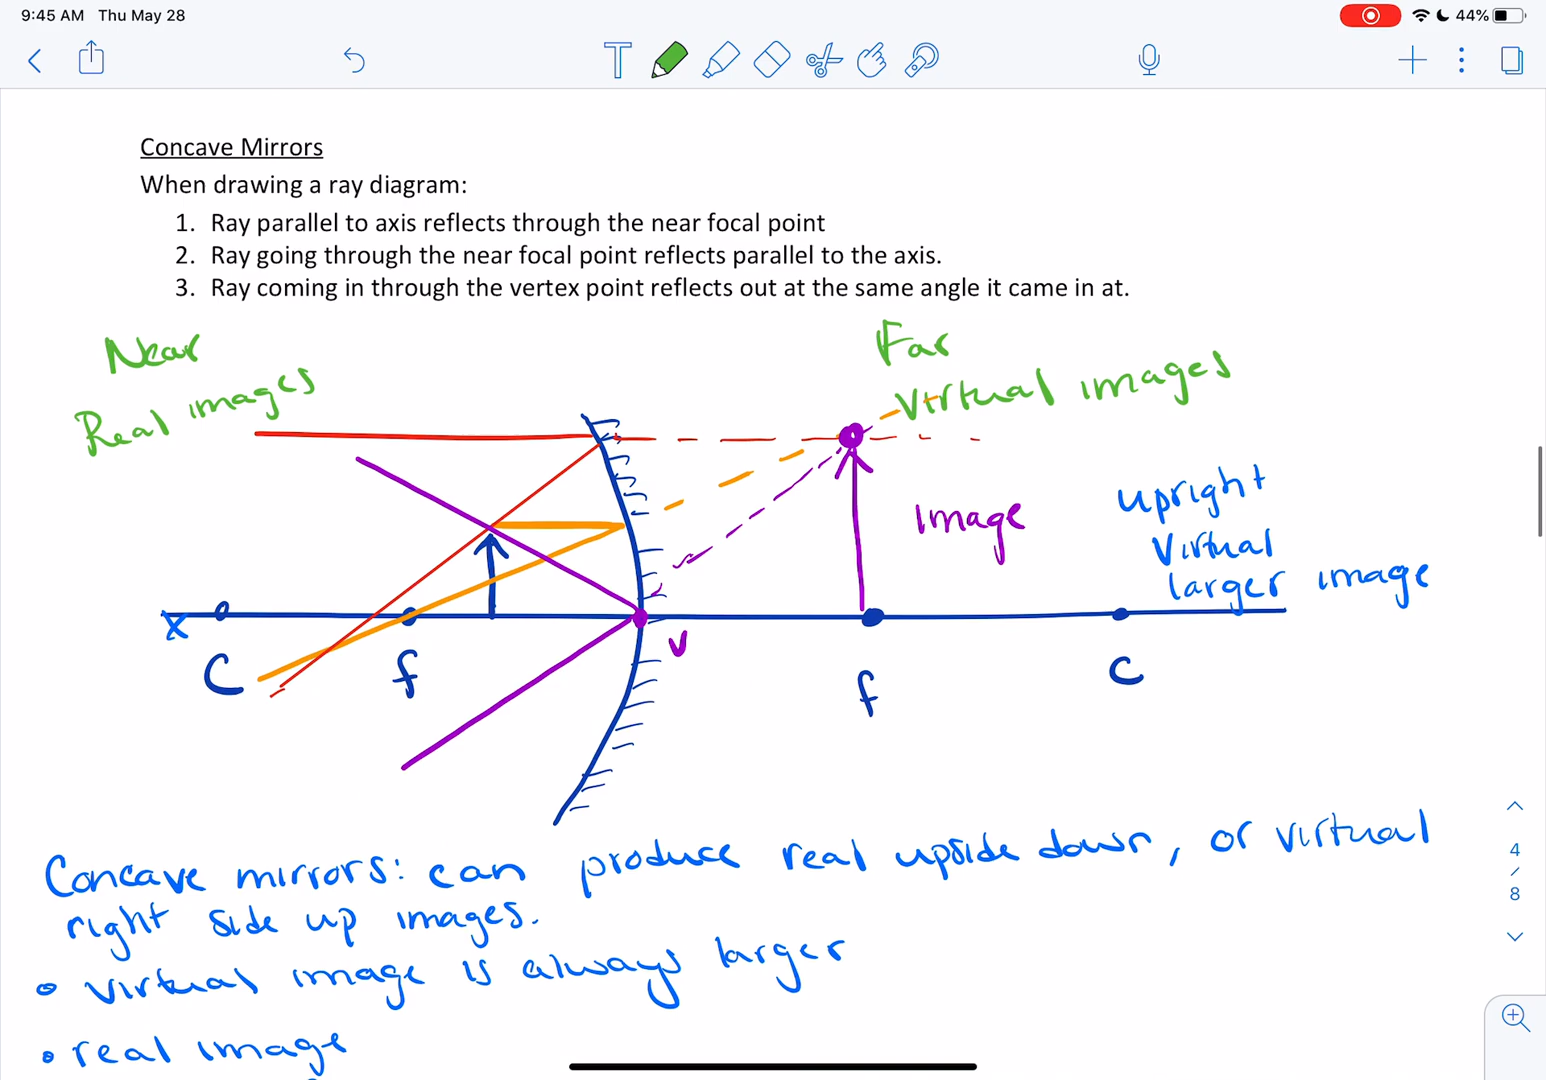 9:45 AM Thu May 28
44%
T
Concave Mirrors
When drawing a ray diagram:
1. Ray parallel to axis reflects through the near focal point
2. Ray going through the near focal point reflects parallel to the axis.
3. Ray coming in through the vertex point reflects out at the same angle it came in at.
Near
Real images
Far
Virtual images
Image
upright
Virtual
larger image
x
C
f
V
f
C
Concave mirrors: can produce real upside down, or virtual
right side up images.
• virtual image is always larger
• real image
4
/
8